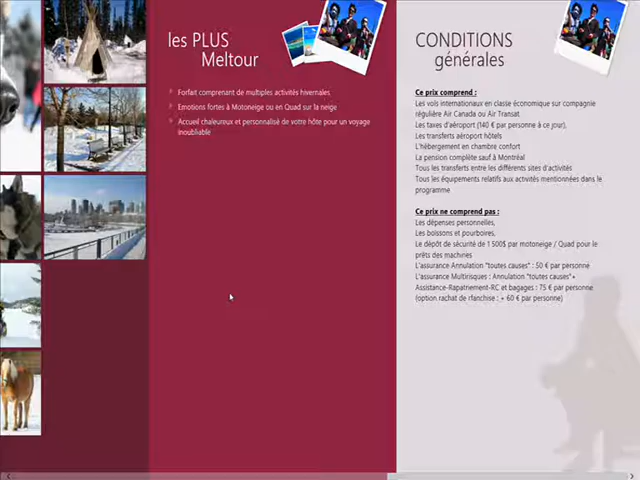 les PLUS
Meltour
Forfait comprenant de multiples activités hivernales.
Emotions fortes à Motoneige ou en Quad sur la neige
Accueil chaleureux et personnalisé de votre hôte pour un voyage
inoubliable
CONDITIONS
générales
Ce prix comprend :
Les vols internationaux en classe économique sur compagnie
régulière Air Canada ou Air Transat.
Les taxes d'aéroport (140 € par personne à ce jour),
Les transferts aéroport hôtels
L'hébergement en chambre confort
La pension complète sauf à Montréal
Tous les transferts entre les différents sites d'activités
Tous les équipements relatifs aux activités mentionnées dans le
programme
Ce prix ne comprend pas :
Les dépenses personnelles,
Les boissons et pourboires,
Le dépôt de sécurité de 1 500$ par motoneige / Quad pour le
prêts des machines
L'assurance Annulation "toutes causes" : 50 € par personne
L'assurance Multirisques : Annulation "toutes causes"+
Assistance-Rapatriement-RC et bagages : 75 € par personne
(option rachat de rfanchise : + 60 € par personne)